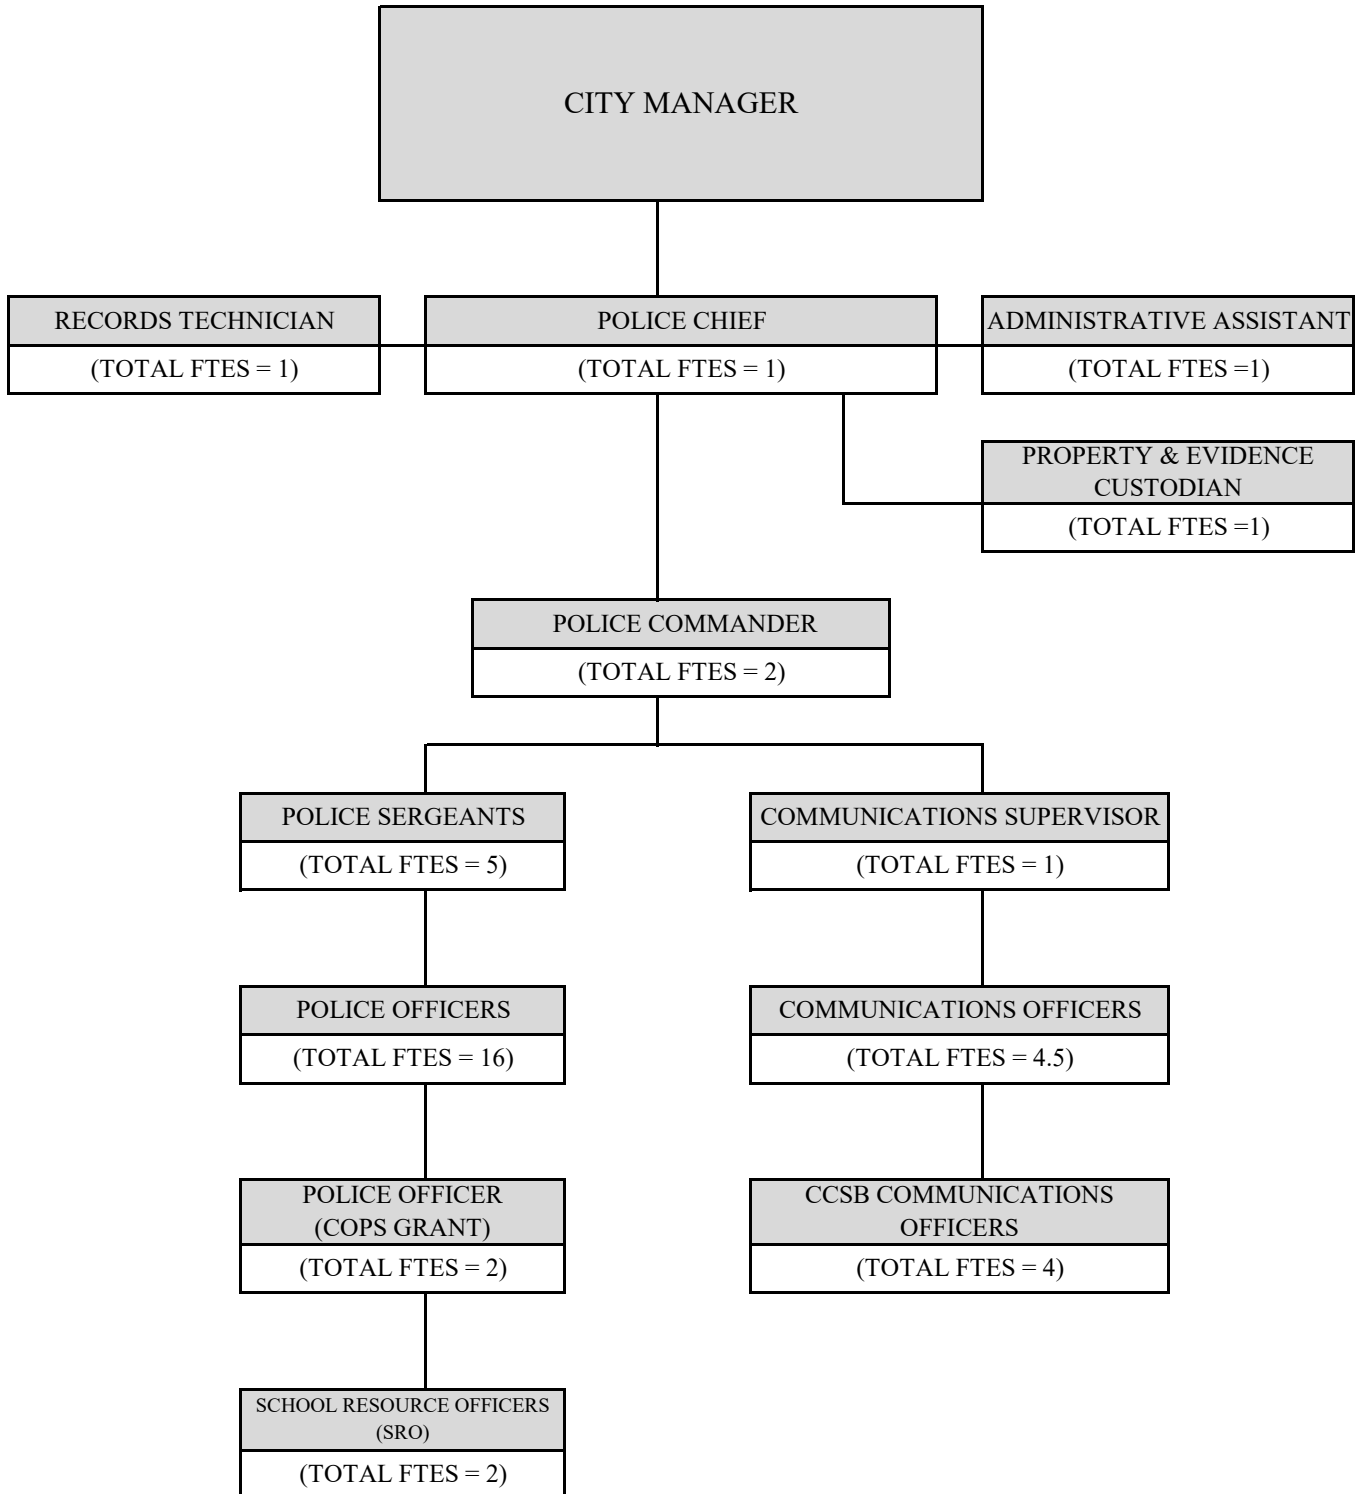 CITY MANAGER
RECORDS TECHNICIAN
(TOTAL FTES = 1)
POLICE CHIEF
(TOTAL FTES = 1)
ADMINISTRATIVE ASSISTANT
(TOTAL FTES =1)
PROPERTY & EVIDENCE
CUSTODIAN
(TOTAL FTES =1)
POLICE COMMANDER
(TOTAL FTES = 2)
POLICE SERGEANTS
(TOTAL FTES = 5)
COMMUNICATIONS SUPERVISOR
(TOTAL FTES = 1)
POLICE OFFICERS
(TOTAL FTES = 16)
COMMUNICATIONS OFFICERS
(TOTAL FTES = 4.5)
POLICE OFFICER
(COPS GRANT)
(TOTAL FTES = 2)
CCSB COMMUNICATIONS
OFFICERS
(TOTAL FTES = 4)
SCHOOL RESOURCE OFFICERS
(SRO)
(TOTAL FTES = 2)